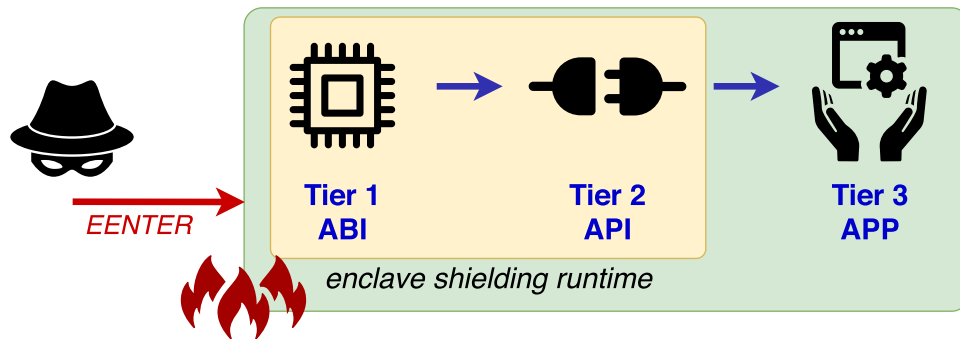 Tier 1
ABI
Tier 2
API
Tier 3
APP
EENTER
enclave shielding runtime